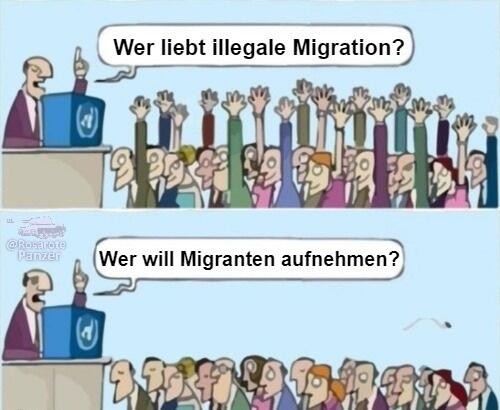 Wer liebt illegale Migration?
@Rosarote
Panzer
Wer will Migranten aufnehmen?